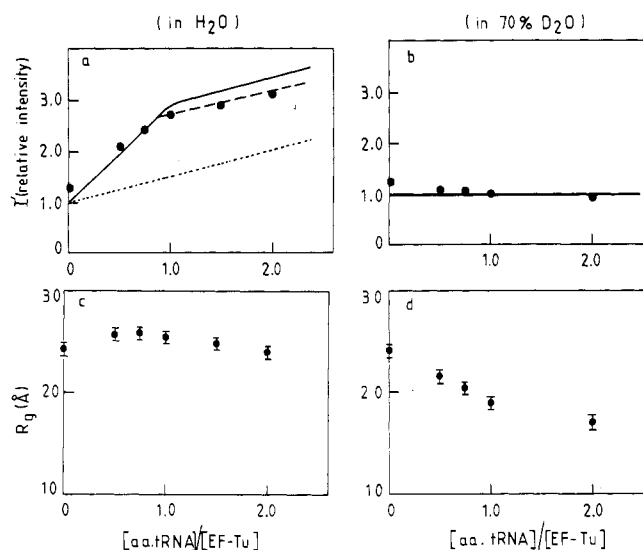 ( in H₂O)
( in 70% D₂O)
a
b
I' (relative intensity)
3.0
2.0
1.0
0
3.0
2.0
1.0
0
0
1.0
2.0
0
1.0
2.0
c
d
Rg (Å)
30
20
10
30
20
10
0
1.0
2.0
0
1.0
2.0
[aa.tRNA]/[EF-Tu]
[aa. tRNA]/[EF-Tu]